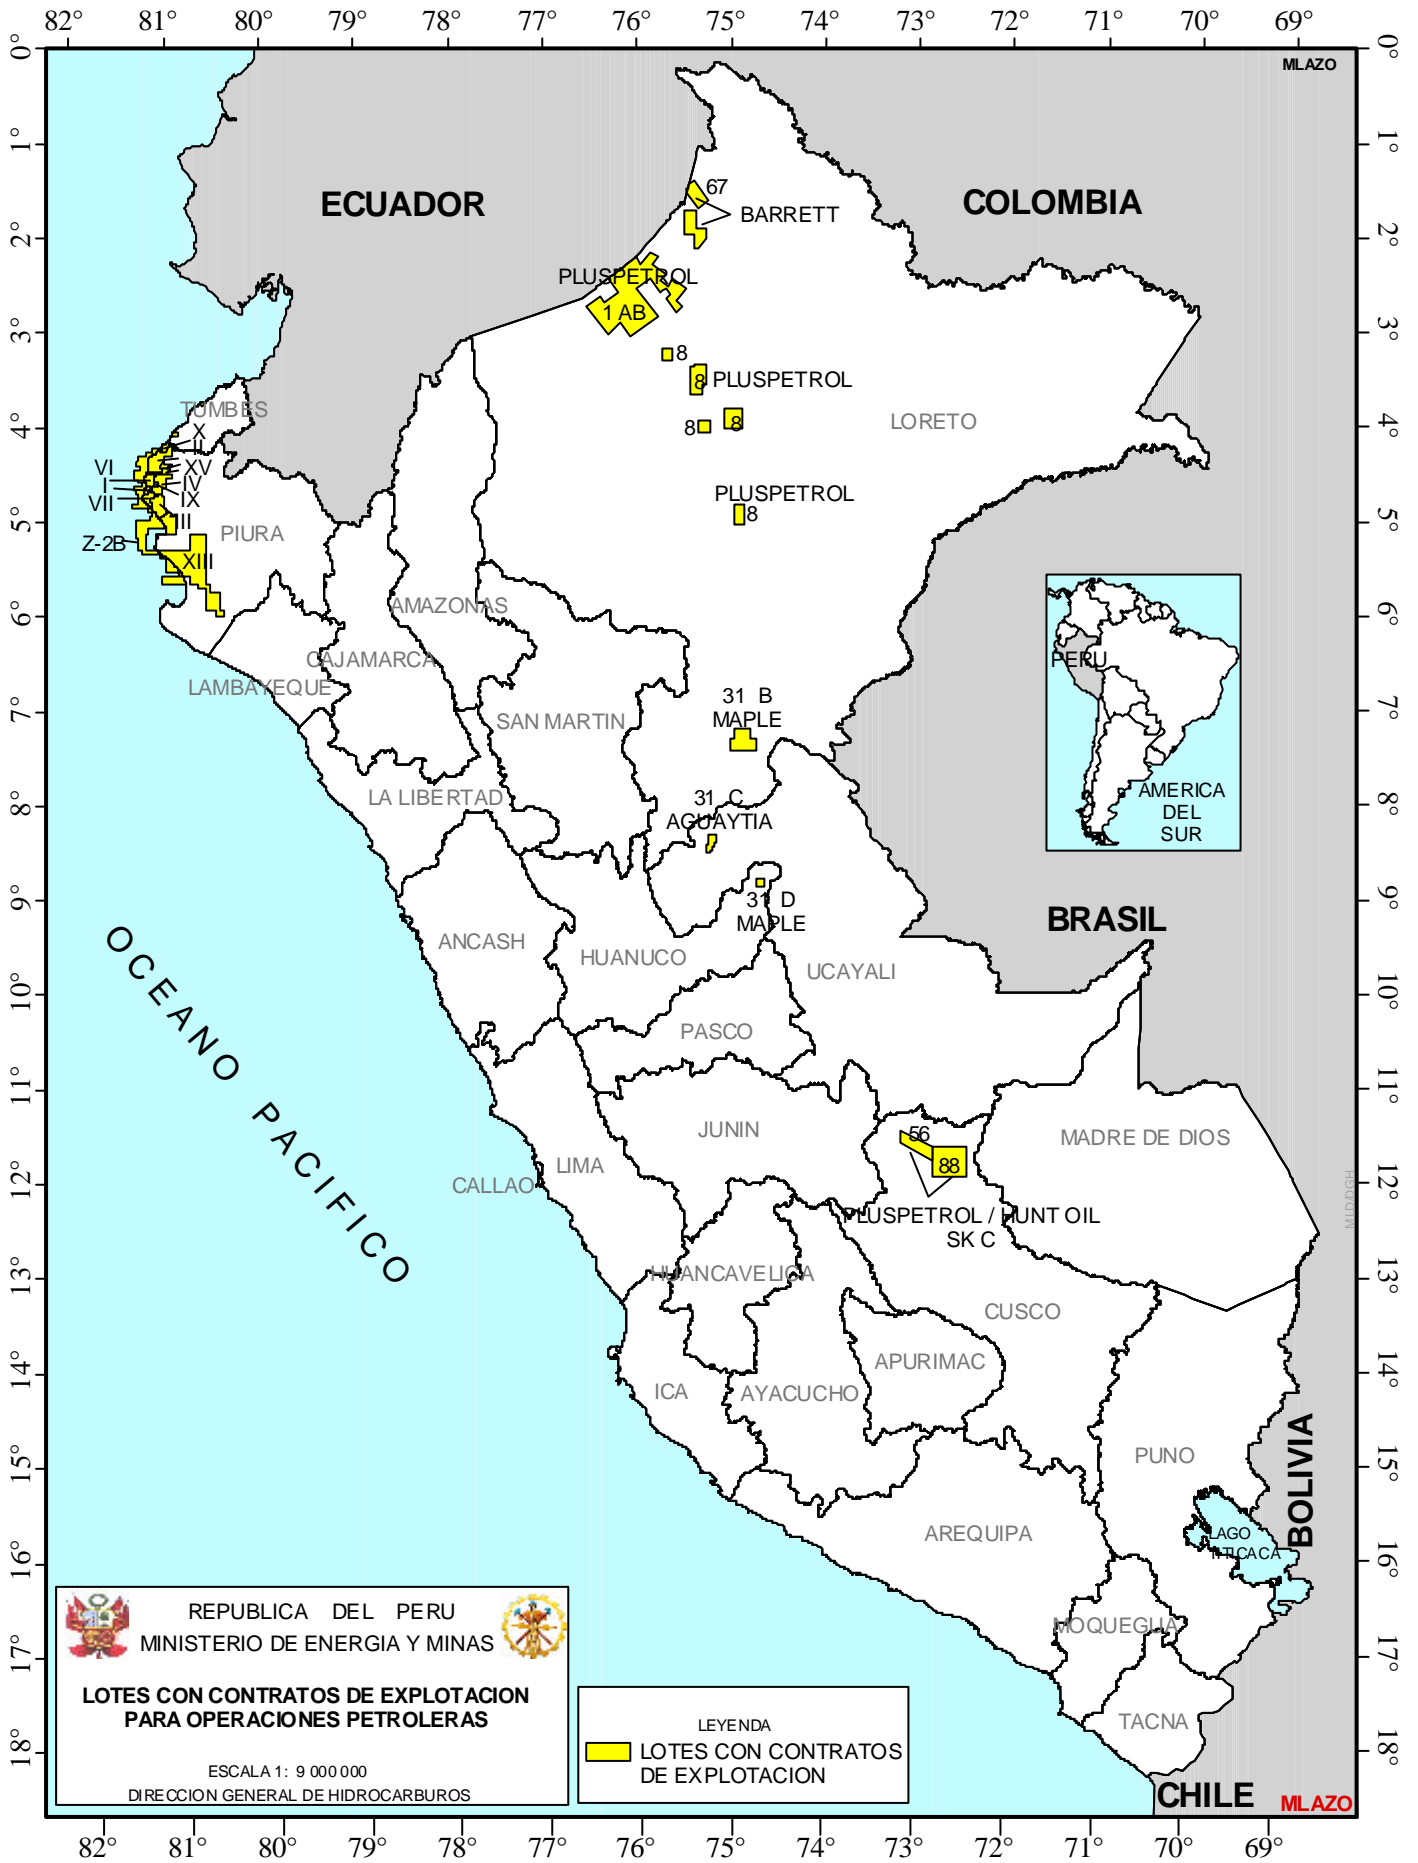 82° 81° 80° 79° 78° 77° 76° 75° 74° 73° 72° 71° 70° 69°
0° 1° 2° 3° 4° 5° 6° 7° 8° 9° 10° 11° 12° 13° 14° 15° 16° 17° 18°
0° 1° 2° 3° 4° 5° 6° 7° 8° 9° 10° 11° 12° 13° 14° 15° 16° 17° 18°
MLAZO
ECUADOR
COLOMBIA
67
BARRETT
PLUSPETROL
1 AB
8
8
PLUSPETROL
8
8
LORETO
PLUSPETROL
8
TUMBES
X
II
VI
XV
I
IV
VII
IX
III
Z-2B
PIURA
XIII
AMAZONAS
CAJAMARCA
LAMBAYEQUE
SAN MARTIN
31 B
MAPLE
PERU
AMERICA
DEL
SUR
LA LIBERTAD
31 C
AGUAYTIA
31 D
MAPLE
BRASIL
ANCASH
HUANUCO
UCAYALI
OCEANO PACIFICO
PASCO
JUNIN
56
88
MADRE DE DIOS
LIMA
CALLAO
PLUSPETROL / HUNT OIL
SK C
MLD/DGH
HUANCAVELICA
CUSCO
APURIMAC
ICA
AYACUCHO
PUNO
BOLIVIA
AREQUIPA
LAGO
TITICACA
MOQUEGUA
TACNA
CHILE
MLAZO
REPUBLICA DEL PERU
MINISTERIO DE ENERGIA Y MINAS
LOTES CON CONTRATOS DE EXPLOTACION
PARA OPERACIONES PETROLERAS
ESCALA 1: 9 000 000
DIRECCION GENERAL DE HIDROCARBUROS
LEYENDA
LOTES CON CONTRATOS
DE EXPLOTACION
82° 81° 80° 79° 78° 77° 76° 75° 74° 73° 72° 71° 70° 69°